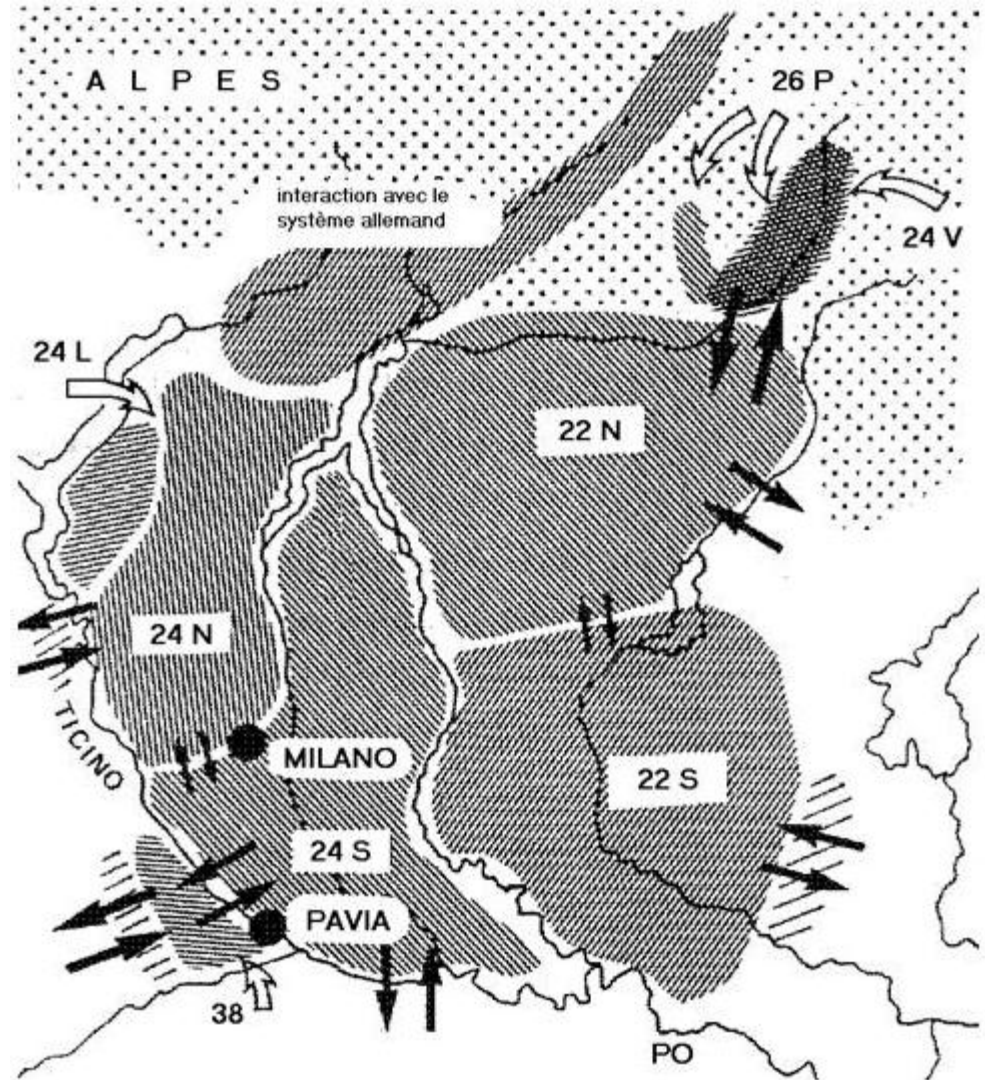 ALPES
26 P
interaction avec le
système allemand
24 V
24 L
22 N
24 N
TICINO
MILANO
22 S
24 S
PAVIA
38
PO